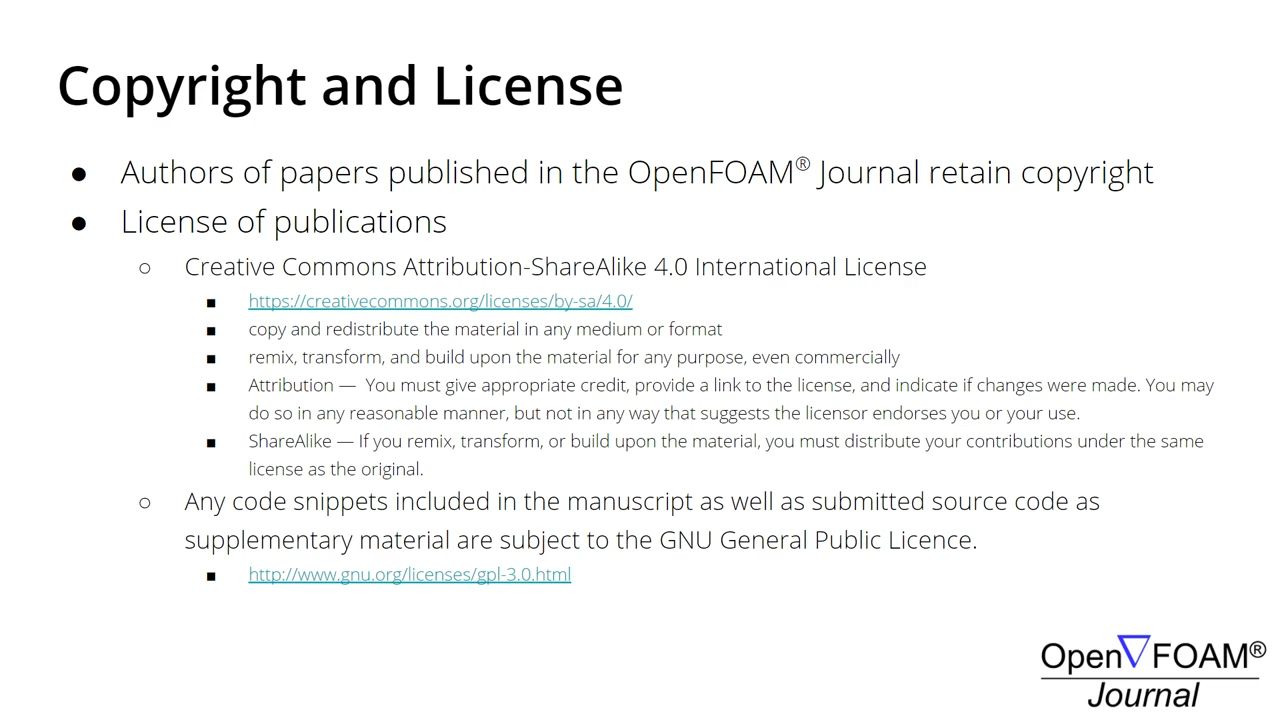 Copyright and License
● Authors of papers published in the OpenFOAM® Journal retain copyright
● License of publications
○ Creative Commons Attribution-ShareAlike 4.0 International License
■ https://creativecommons.org/licenses/by-sa/4.0/
■ copy and redistribute the material in any medium or format
■ remix, transform, and build upon the material for any purpose, even commercially
■ Attribution — You must give appropriate credit, provide a link to the license, and indicate if changes were made. You may
do so in any reasonable manner, but not in any way that suggests the licensor endorses you or your use.
■ ShareAlike — If you remix, transform, or build upon the material, you must distribute your contributions under the same
license as the original.
○ Any code snippets included in the manuscript as well as submitted source code as
supplementary material are subject to the GNU General Public Licence.
■ http://www.gnu.org/licenses/gpl-3.0.html
Open▽FOAM®
Journal